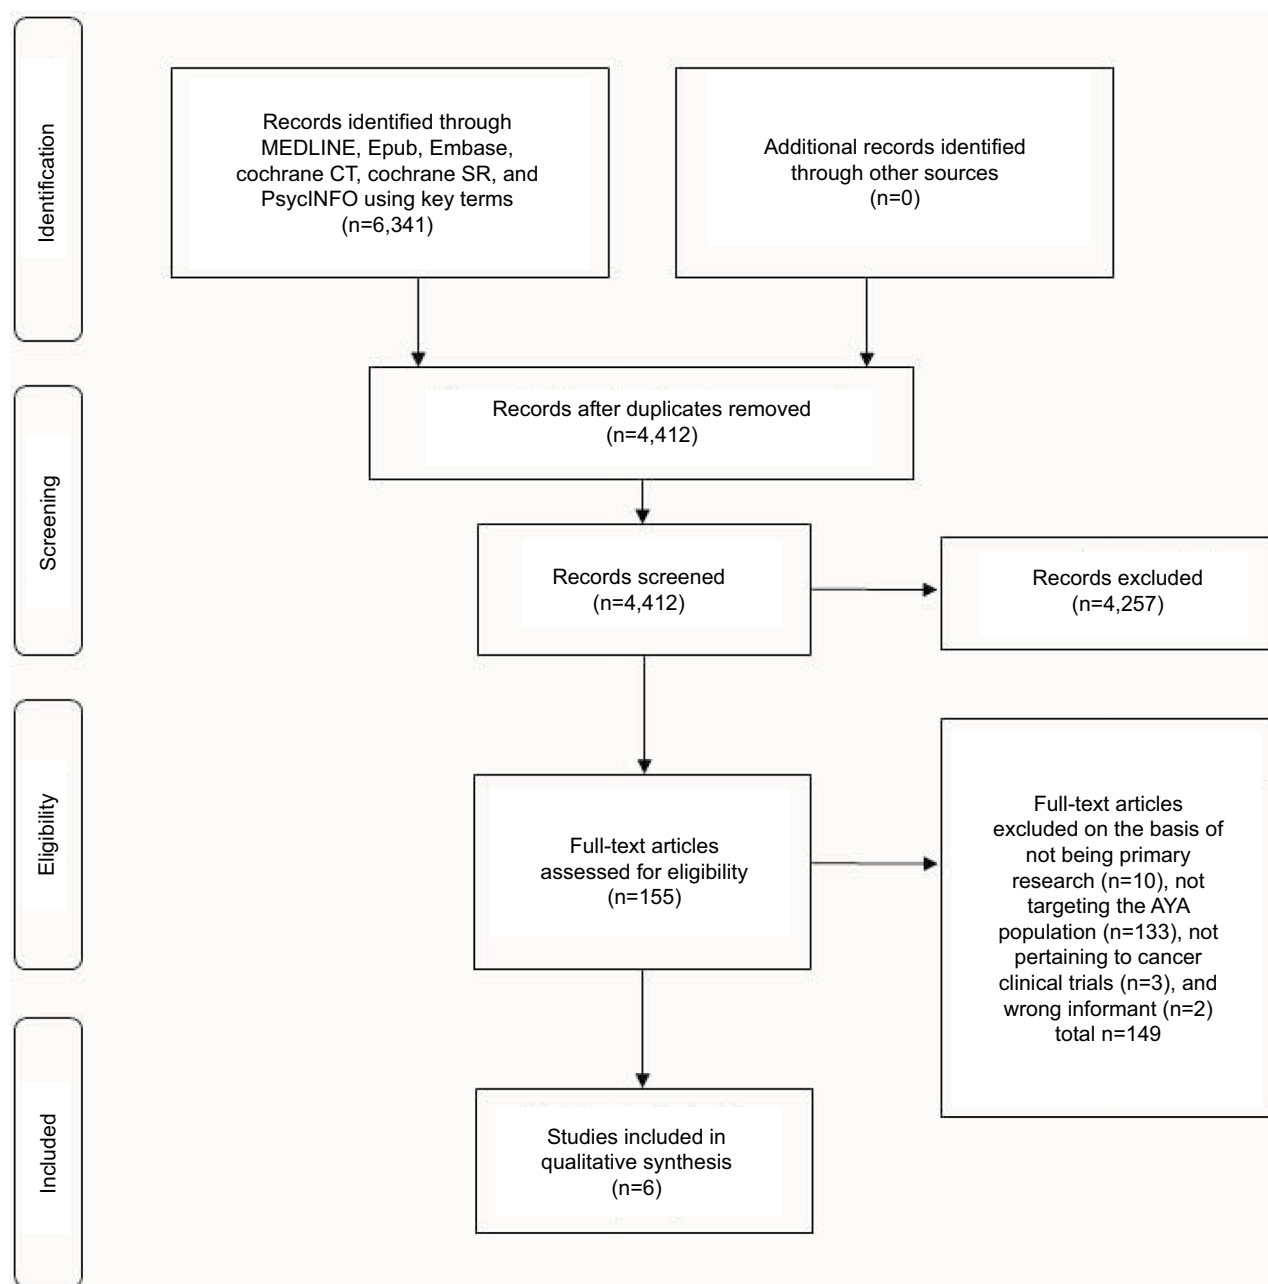 Identification
Records identified through
MEDLINE, Epub, Embase,
cochrane CT, cochrane SR, and
PsycINFO using key terms
(n=6,341)
Additional records identified
through other sources
(n=0)
Records after duplicates removed
(n=4,412)
Screening
Records screened
(n=4,412)
Records excluded
(n=4,257)
Eligibility
Full-text articles
assessed for eligibility
(n=155)
Full-text articles
excluded on the basis of
not being primary
research (n=10), not
targeting the AYA
population (n=133), not
pertaining to cancer
clinical trials (n=3), and
wrong informant (n=2)
total n=149
Included
Studies included in
qualitative synthesis
(n=6)